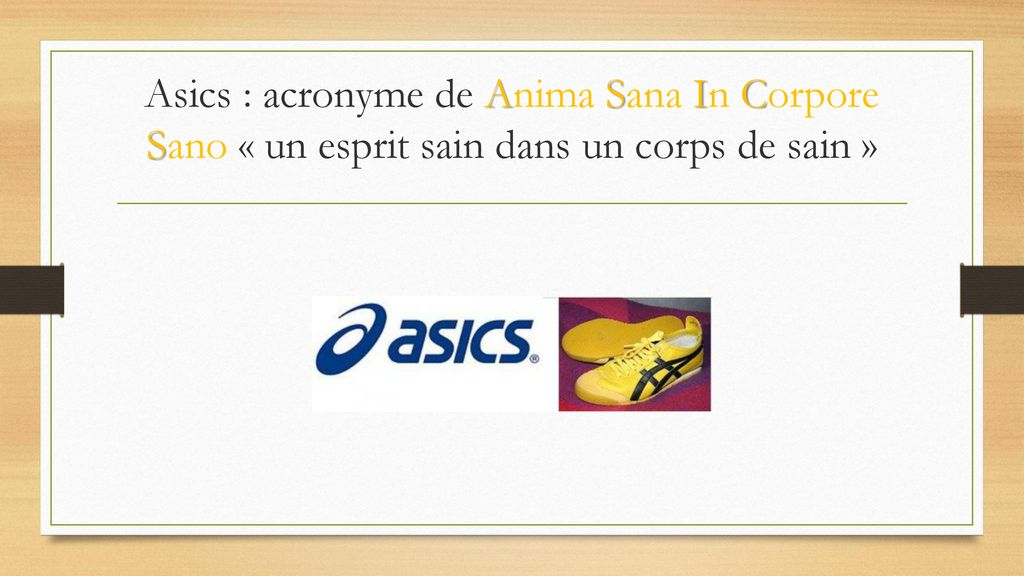 Asics : acronyme de Anima Sana In Corpore
Sano « un esprit sain dans un corps de sain »
asics®